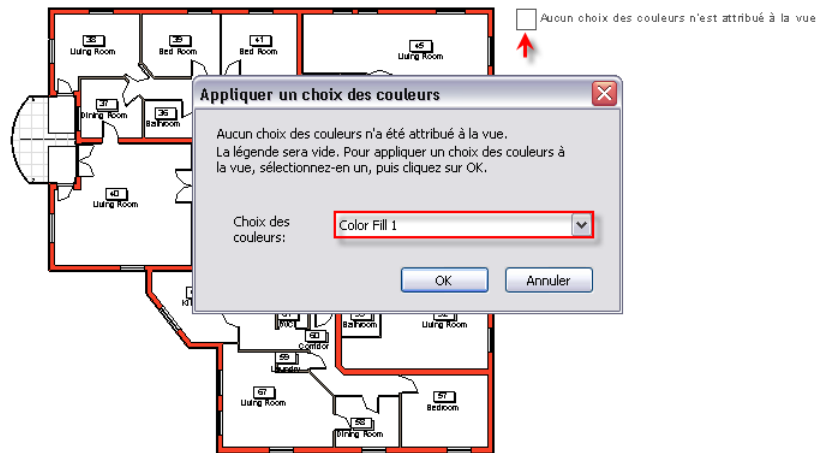 Aucun choix des couleurs n'est attribué à la vue
38
Living Room
39
Bed Room
41
Bed Room
45
Living Room
37
Dining Room
36
Bathroom
40
Living Room
Appliquer un choix des couleurs
Aucun choix des couleurs n'a été attribué à la vue.
La légende sera vide. Pour appliquer un choix des couleurs à
la vue, sélectionnez-en un, puis cliquez sur OK.
Choix des
couleurs:
Color Fill 1
OK
Annuler
Bathroom
Living Room
60
Corridor
59
Laundry
67
Living Room
57
Bedroom
58
Dining Room